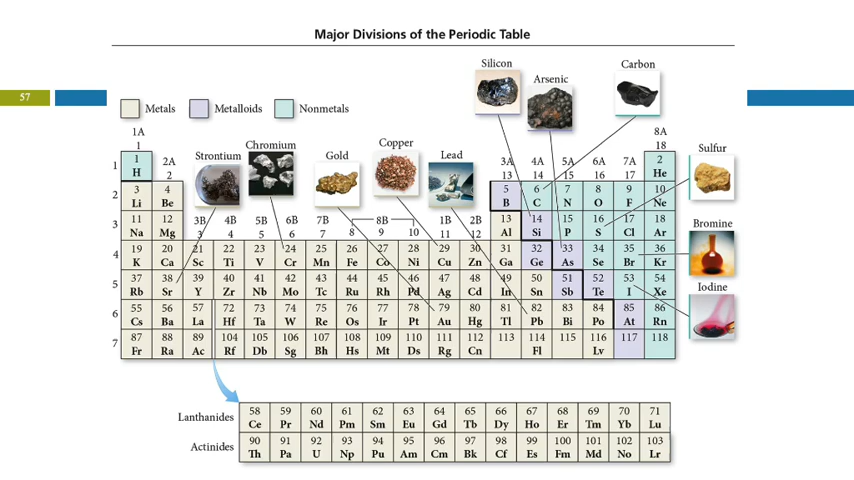 Major Divisions of the Periodic Table
57
Silicon
Carbon
Arsenic
Metals
Metalloids
Nonmetals
1A
1
8A
18
Strontium
Chromium
Gold
Copper
Lead
Sulfur
Bromine
Iodine
2A
2
3A 4A 5A 6A 7A
13 14 15 16 17
1 1 2
H He
2 3 4 5 6 7 8 9 10
Li Be B C N O F Ne
3B 4B 5B 6B 7B 8B 1B 2B
3 4 5 6 7 8 9 10 11 12
3 11 12 13 14 15 16 17 18
Na Mg Al Si P S Cl Ar
4 19 20 21 22 23 24 25 26 27 28 29 30 31 32 33 34 35 36
K Ca Sc Ti V Cr Mn Fe Co Ni Cu Zn Ga Ge As Se Br Kr
5 37 38 39 40 41 42 43 44 45 46 47 48 49 50 51 52 53 54
Rb Sr Y Zr Nb Mo Tc Ru Rh Pd Ag Cd In Sn Sb Te I Xe
6 55 56 57 72 73 74 75 76 77 78 79 80 81 82 83 84 85 86
Cs Ba La Hf Ta W Re Os Ir Pt Au Hg Tl Pb Bi Po At Rn
7 87 88 89 104 105 106 107 108 109 110 111 112 113 114 115 116 117 118
Fr Ra Ac Rf Db Sg Bh Hs Mt Ds Rg Cn Fl Lv
Lanthanides
58 59 60 61 62 63 64 65 66 67 68 69 70 71
Ce Pr Nd Pm Sm Eu Gd Tb Dy Ho Er Tm Yb Lu
Actinides
90 91 92 93 94 95 96 97 98 99 100 101 102 103
Th Pa U Np Pu Am Cm Bk Cf Es Fm Md No Lr